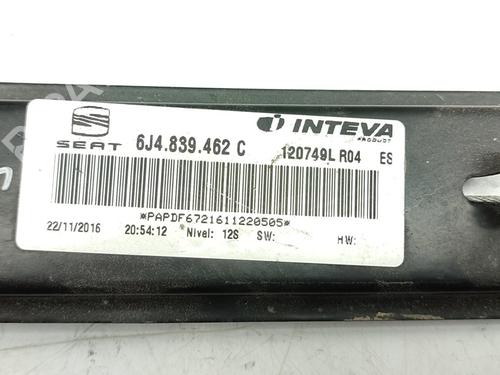 INTEVA
PRODUCTS
SEAT 6J4.839.462 C 120749L R04 ES
*PAPDF6721611220505*
22/11/2016 20:54:12 *Nivel: 12S SW: HW: